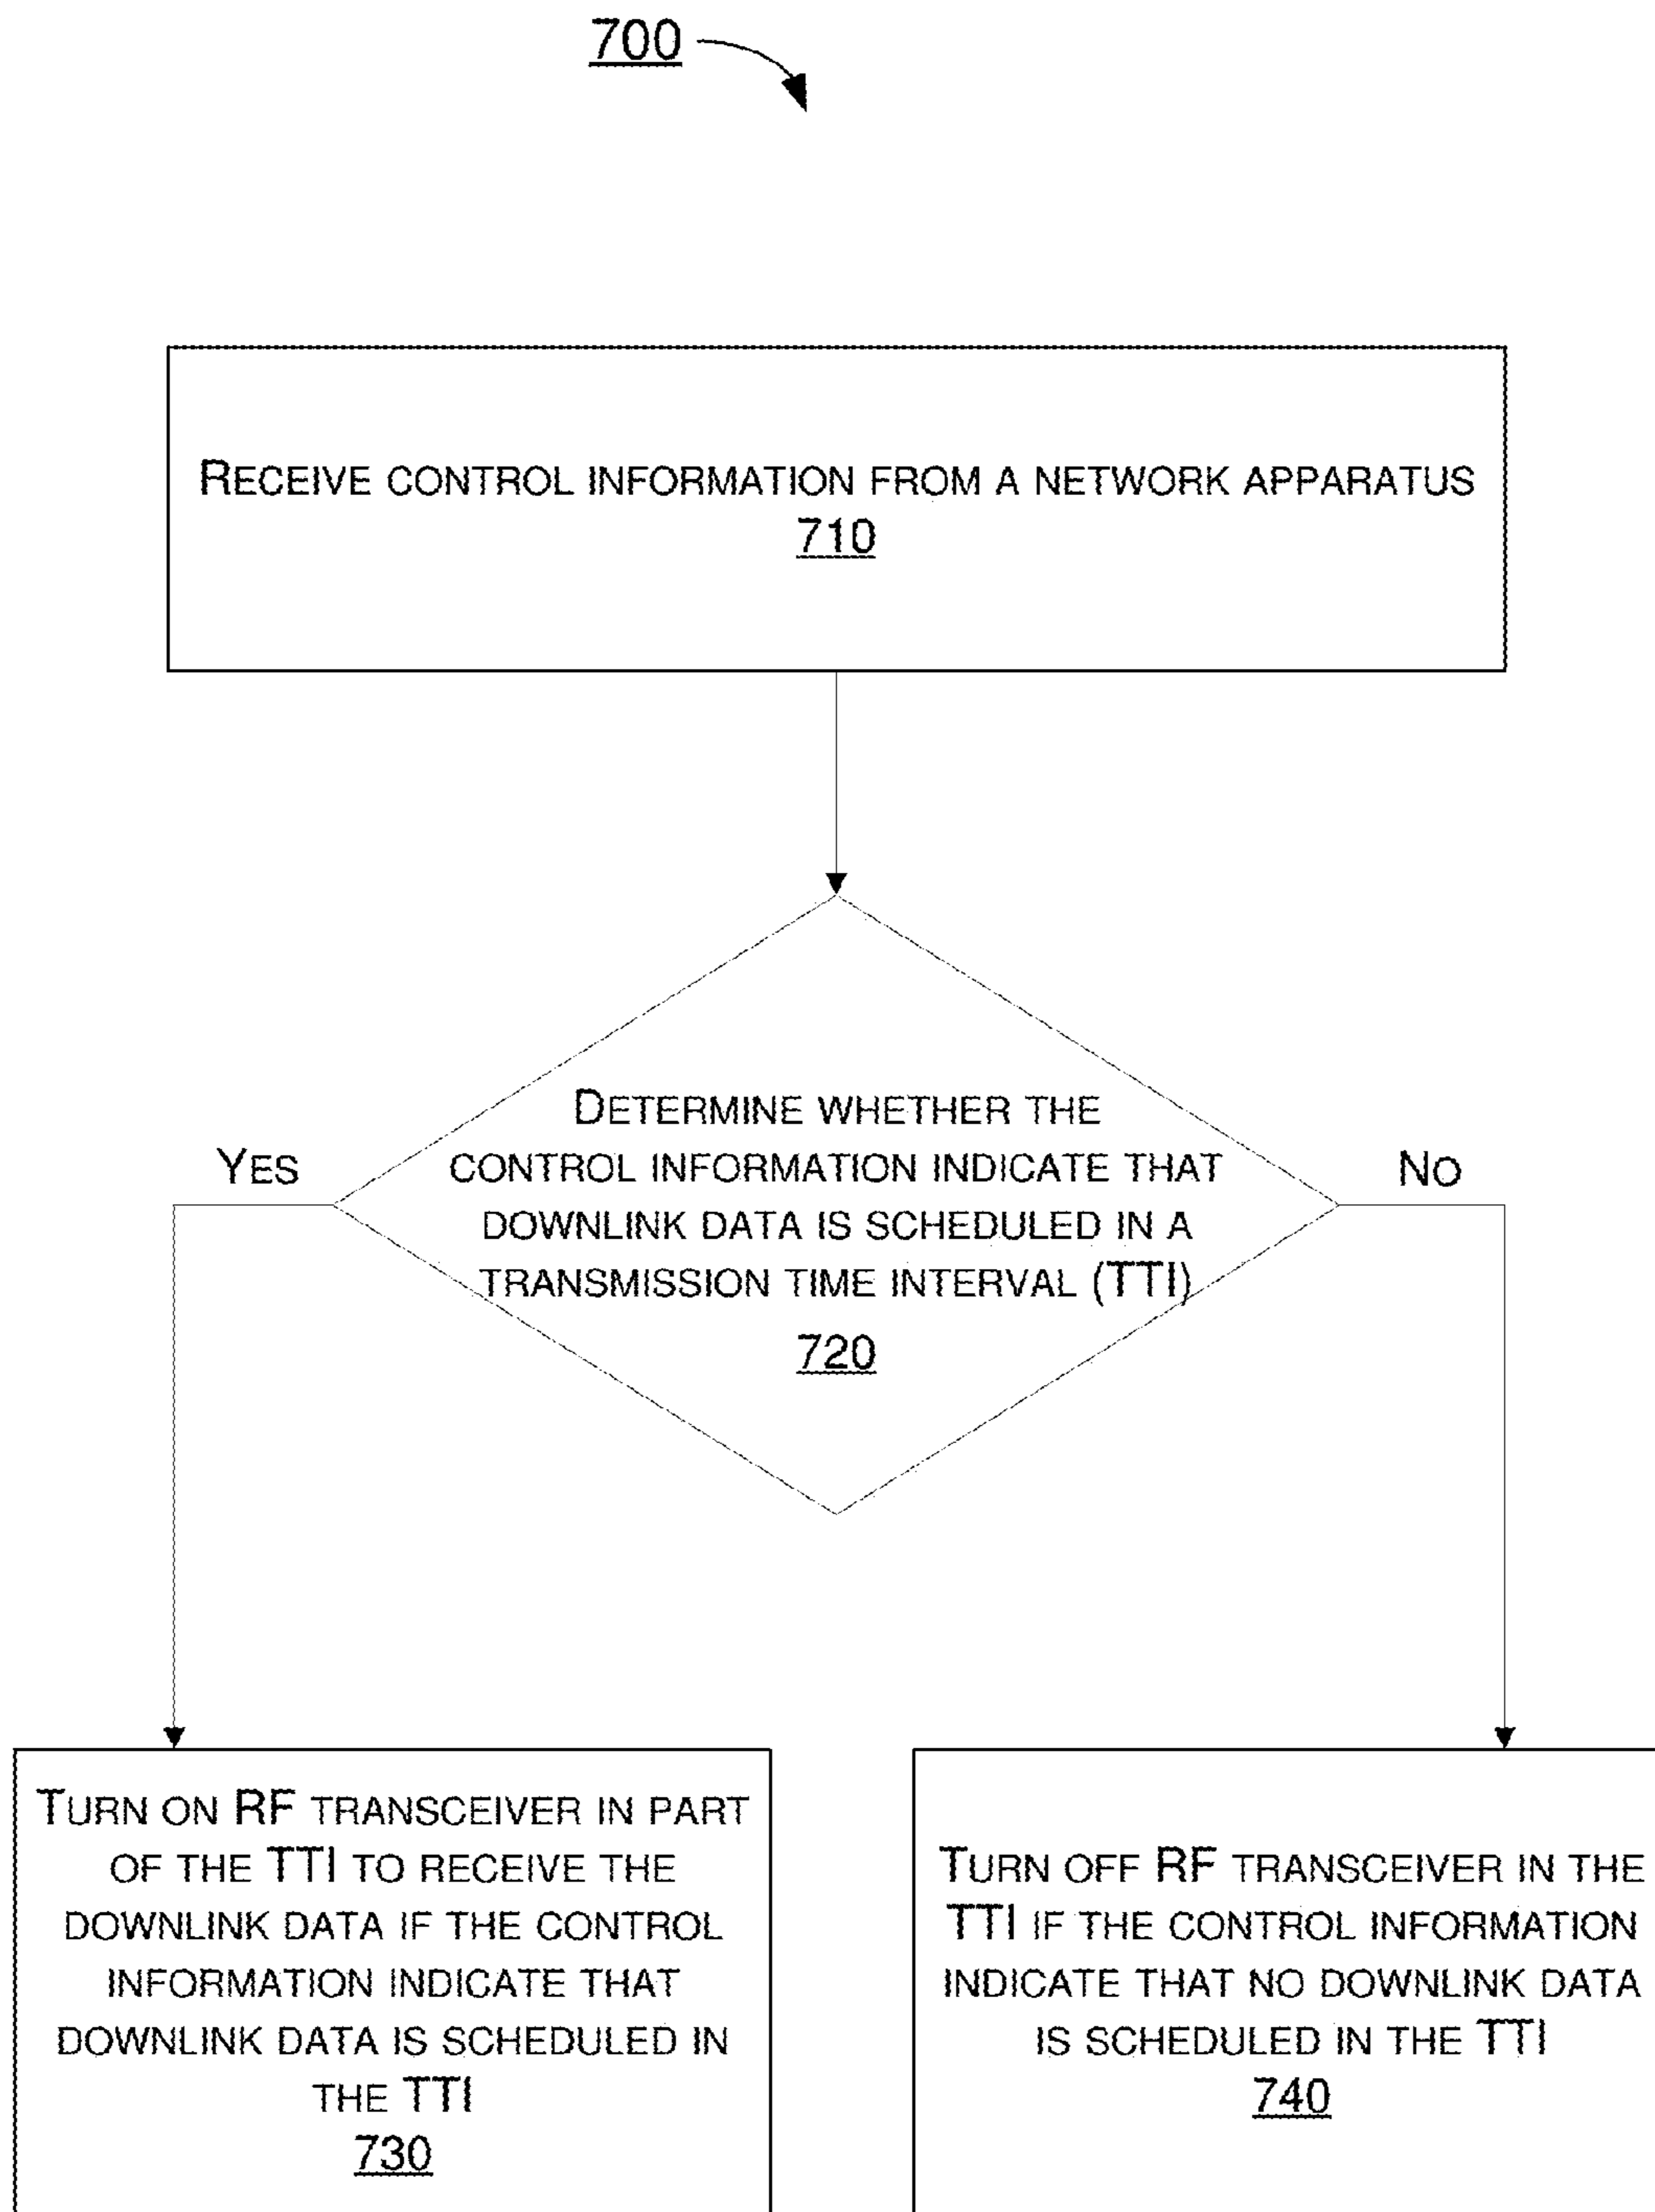 700
RECEIVE CONTROL INFORMATION FROM A NETWORK APPARATUS
710
DETERMINE WHETHER THE
CONTROL INFORMATION INDICATE THAT
DOWNLINK DATA IS SCHEDULED IN A
TRANSMISSION TIME INTERVAL (TTI)
720
YES
NO
TURN ON RF TRANSCEIVER IN PART
OF THE TTI TO RECEIVE THE
DOWNLINK DATA IF THE CONTROL
INFORMATION INDICATE THAT
DOWNLINK DATA IS SCHEDULED IN
THE TTI
730
TURN OFF RF TRANSCEIVER IN THE
TTI IF THE CONTROL INFORMATION
INDICATE THAT NO DOWNLINK DATA
IS SCHEDULED IN THE TTI
740